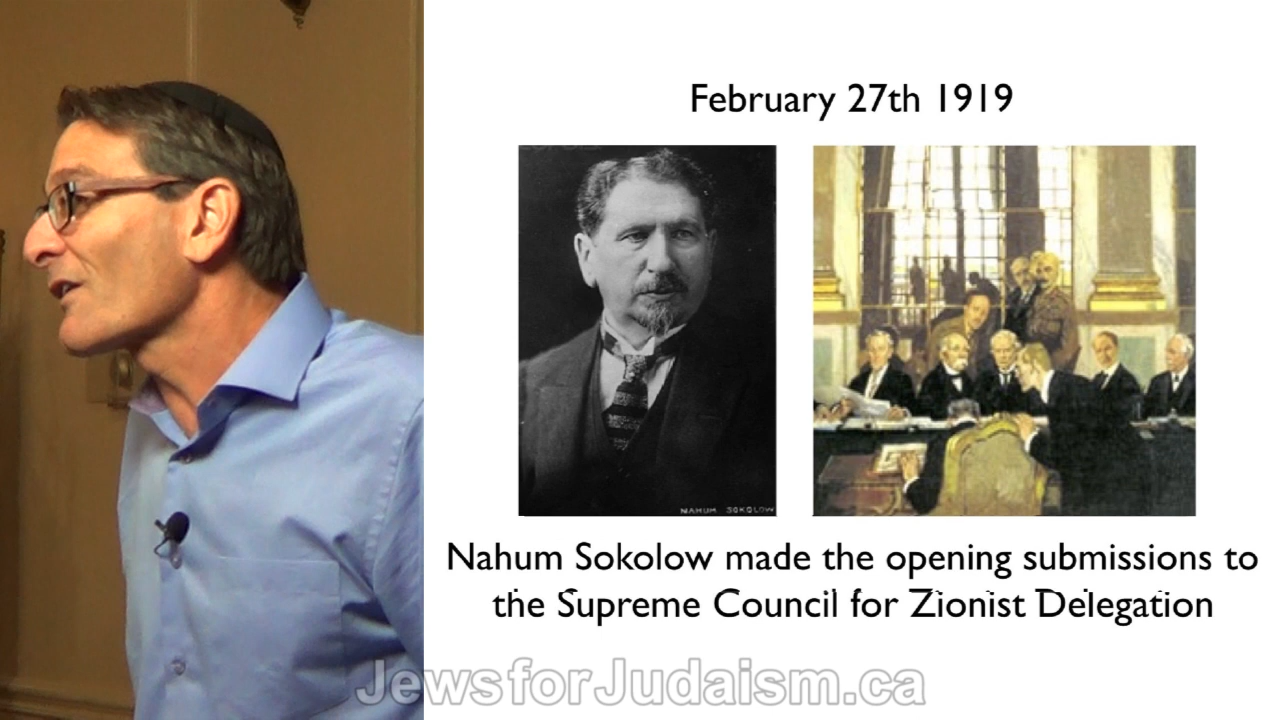 February 27th 1919
NAHUM SOKOLOW
Nahum Sokolow made the opening submissions to
the Supreme Council for Zionist Delegation
JewsforJudaism.ca